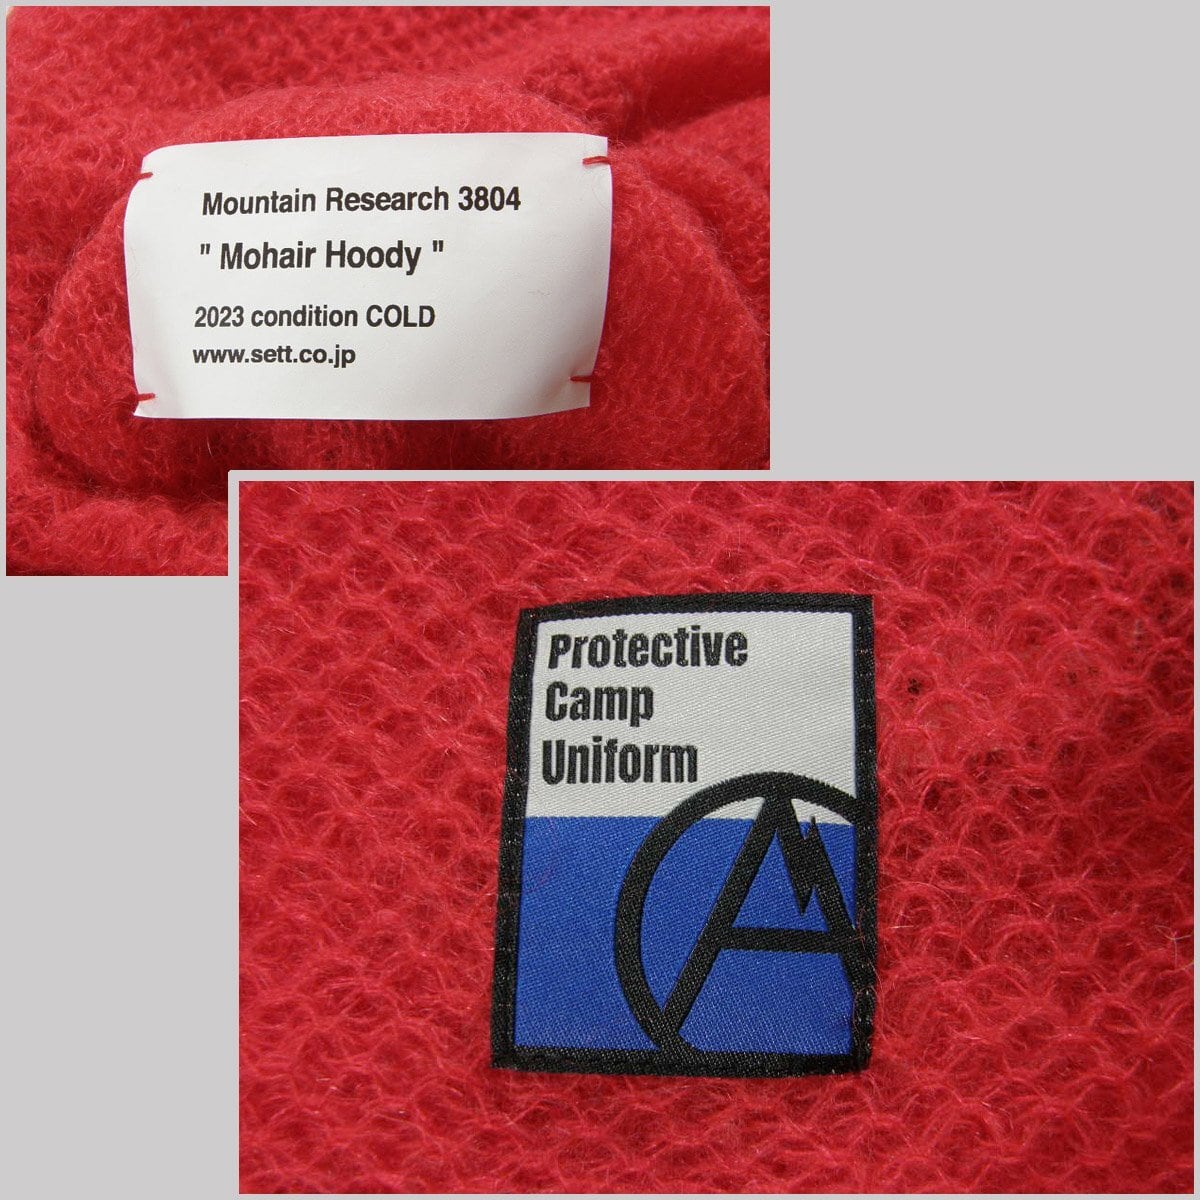 Mountain Research 3804
" Mohair Hoody "
2023 condition COLD
www.sett.co.jp
Protective
Camp
Uniform